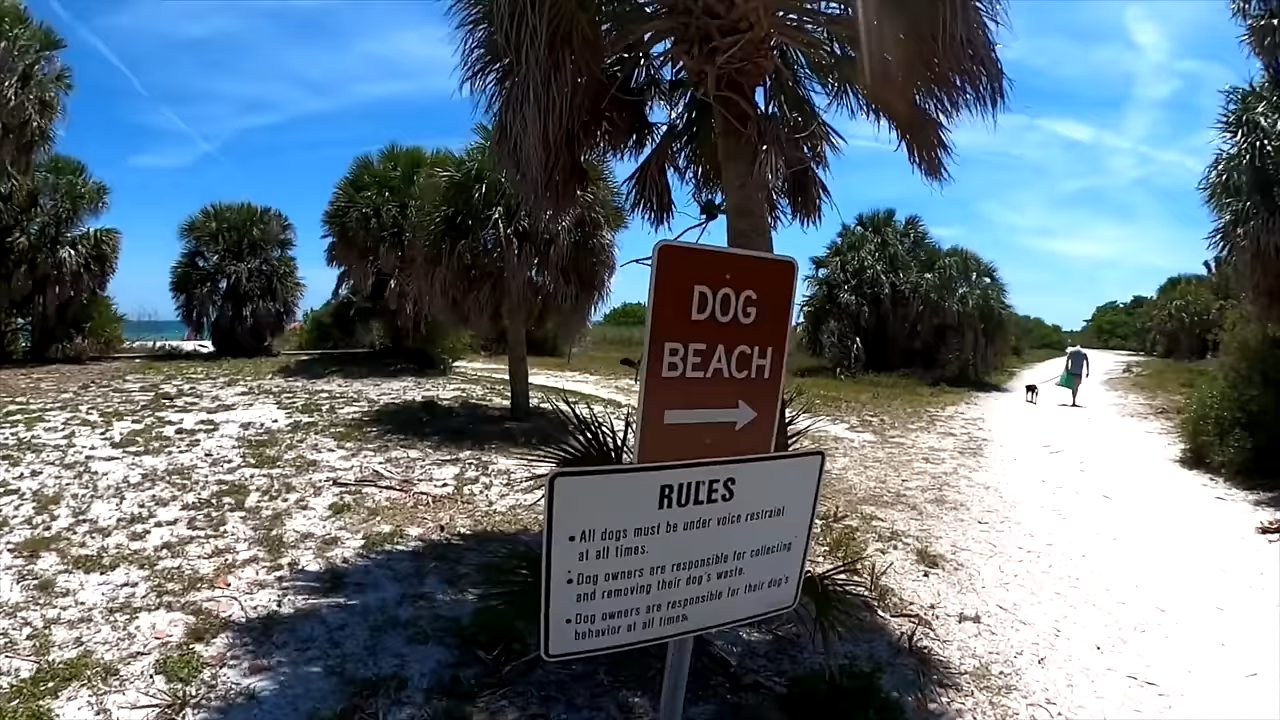 DOG
BEACH
RULES
• All dogs must be under voice restraint
at all times.
• Dog owners are responsible for collecting
and removing their dog's waste.
• Dog owners are responsible for their dog's
behavior at all times.